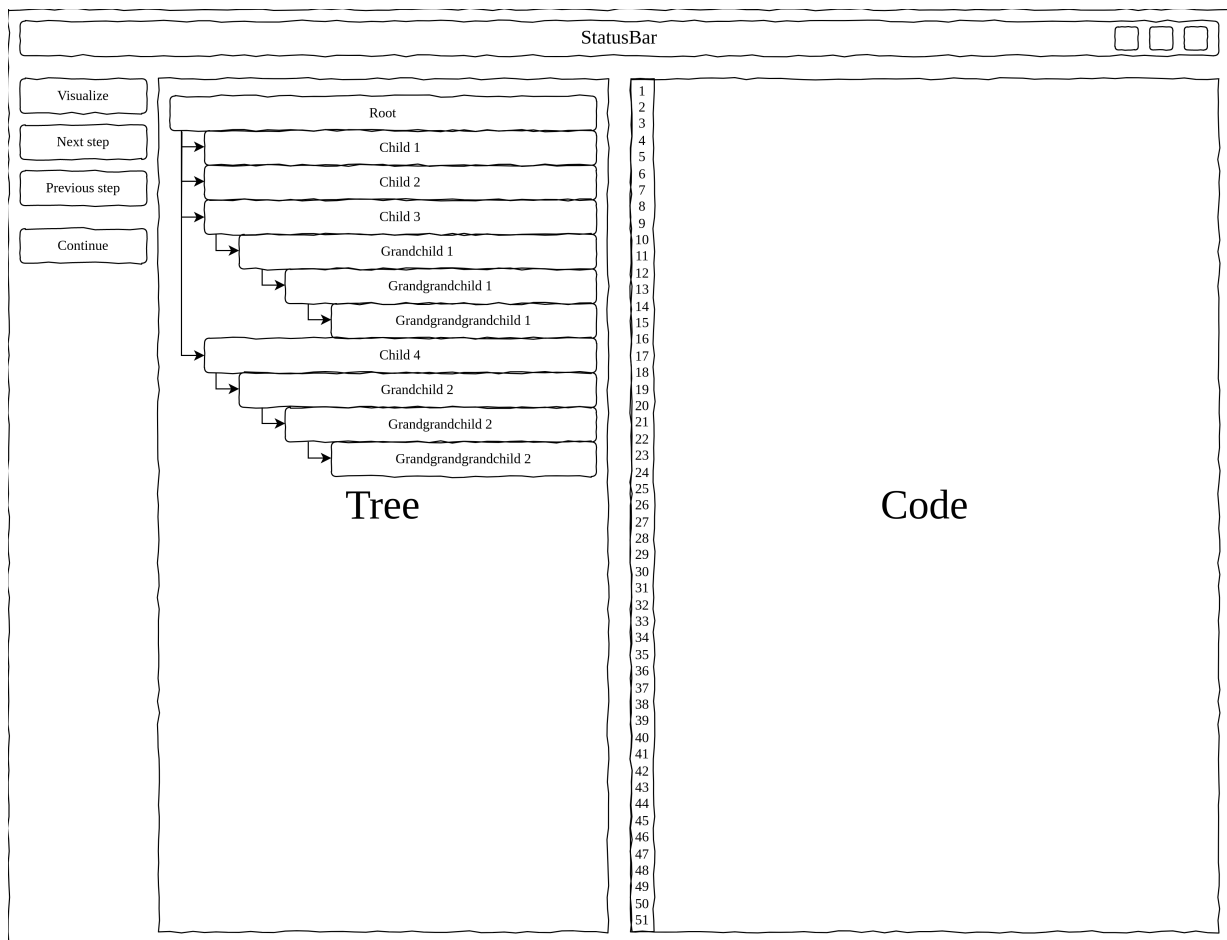 StatusBar
Visualize
Next step
Previous step
Continue
Root
Child 1
Child 2
Child 3
Grandchild 1
Grandgrandchild 1
Grandgrandgrandchild 1
Child 4
Grandchild 2
Grandgrandchild 2
Grandgrandgrandchild 2
Tree
1
2
3
4
5
6
7
8
9
10
11
12
13
14
15
16
17
18
19
20
21
22
23
24
25
26
27
28
29
30
31
32
33
34
35
36
37
38
39
40
41
42
43
44
45
46
47
48
49
50
51
Code